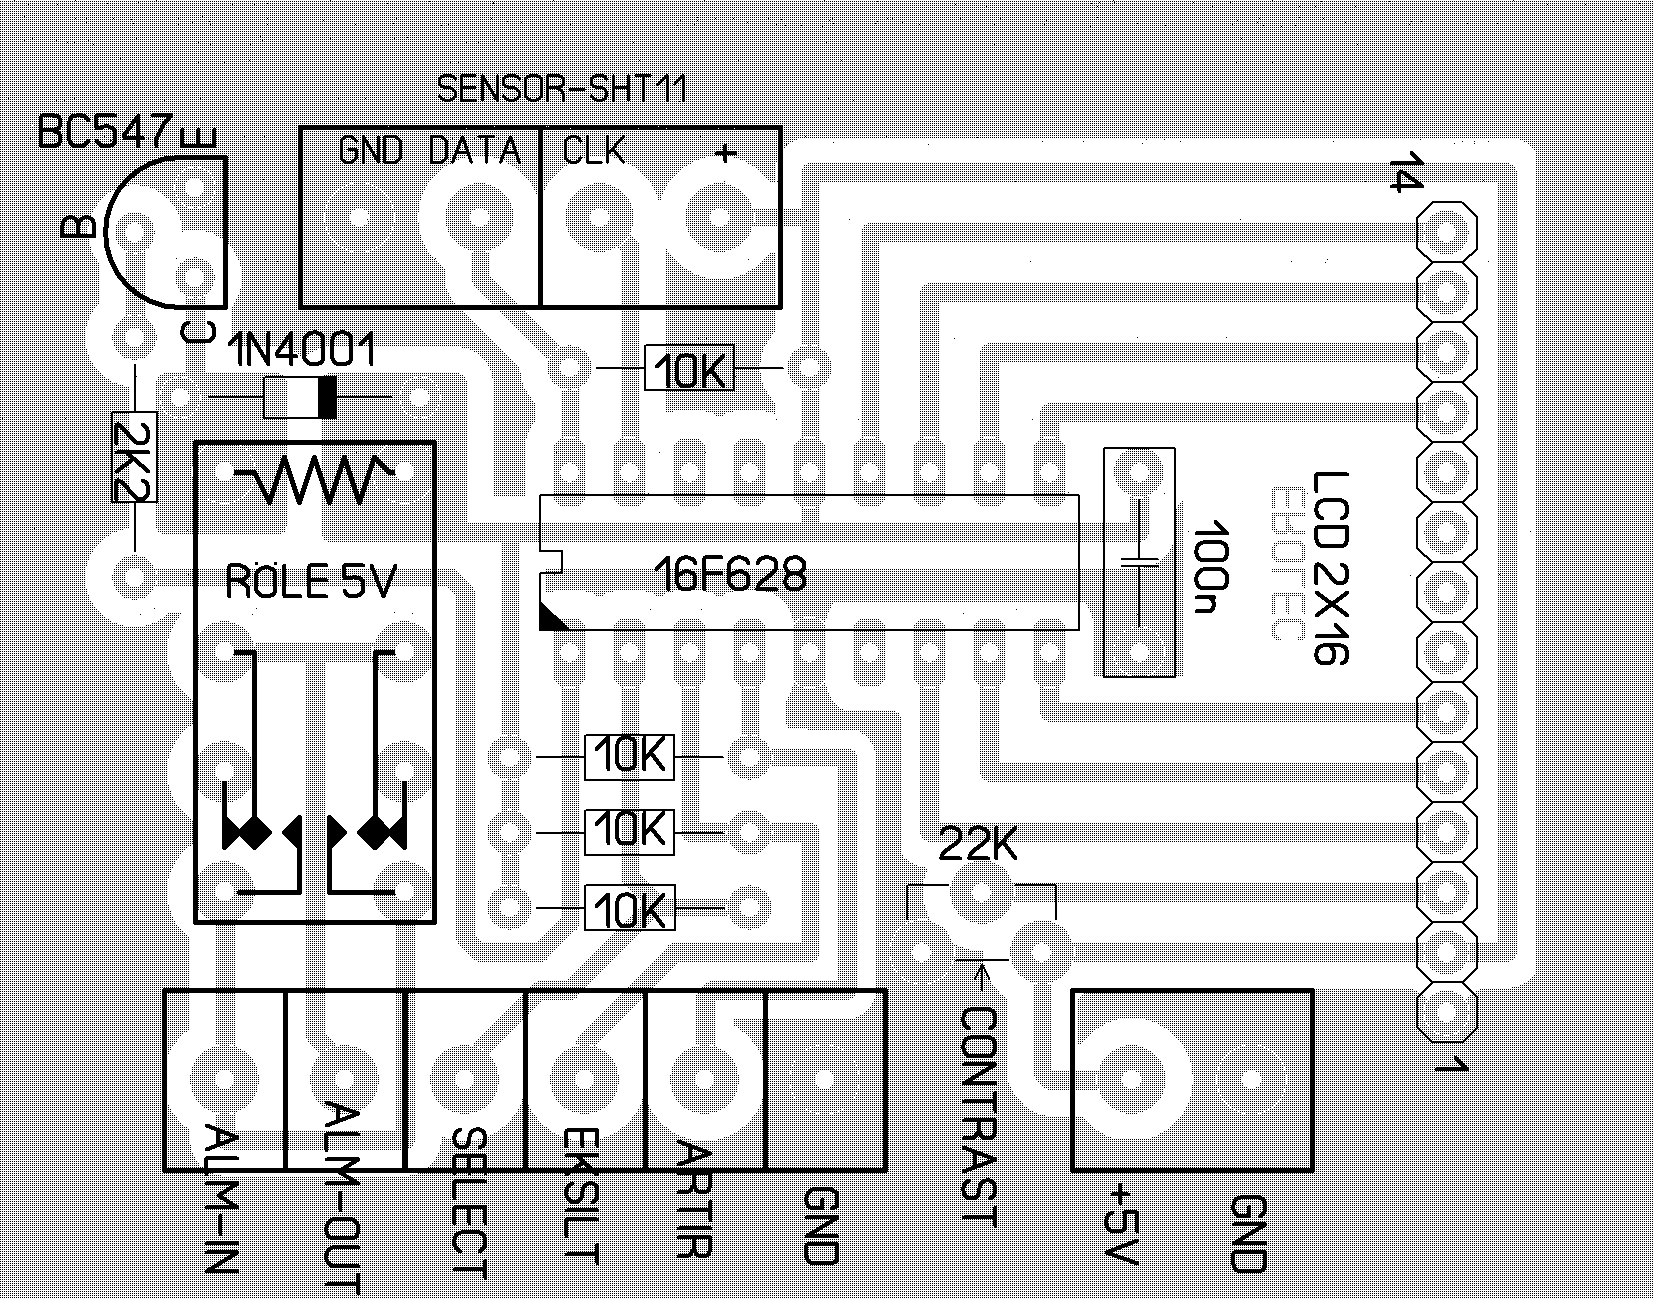 SENSOR-SHT11
BC547
E
B
C
GND DATA CLK +
14
1N4001
10K
2K2
RÖLE 5V
16F628
100n
LCD 2X16
10K
10K
10K
22K
CONTRAST
1
ALM-IN
ALM-OUT
SELECT
EKSILT
ARTIR
GND
+5V
GND